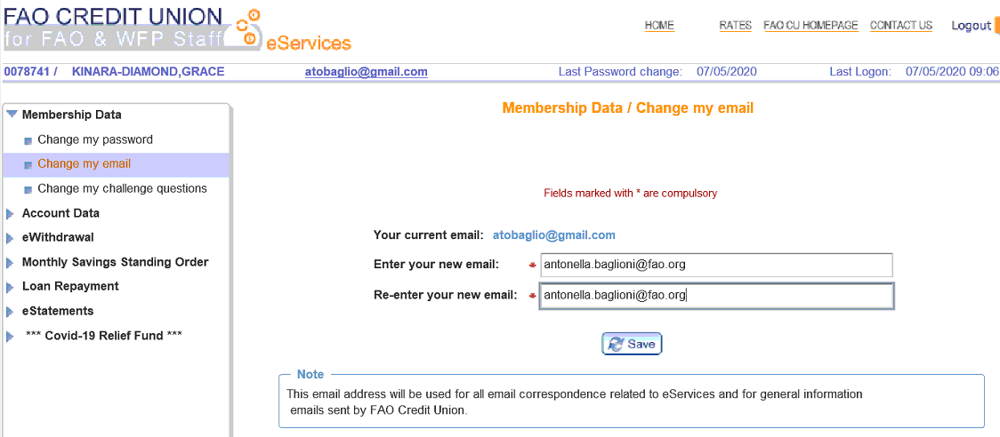 FAO CREDIT UNION
for FAO & WFP Staff
eServices
HOME RATES FAO CU HOMEPAGE CONTACT US Logout
0078741 / KINARA-DIAMOND,GRACE atobaglio@gmail.com Last Password change: 07/05/2020 Last Logon: 07/05/2020 09:06
Membership Data
Change my password
Change my email
Change my challenge questions
Account Data
eWithdrawal
Monthly Savings Standing Order
Loan Repayment
eStatements
*** Covid-19 Relief Fund ***
Membership Data / Change my email
Fields marked with * are compulsory
Your current email: atobaglio@gmail.com
Enter your new email: * antonella.baglioni@fao.org
Re-enter your new email: * antonella.baglioni@fao.org
Save
Note
This email address will be used for all email correspondence related to eServices and for general information
emails sent by FAO Credit Union.